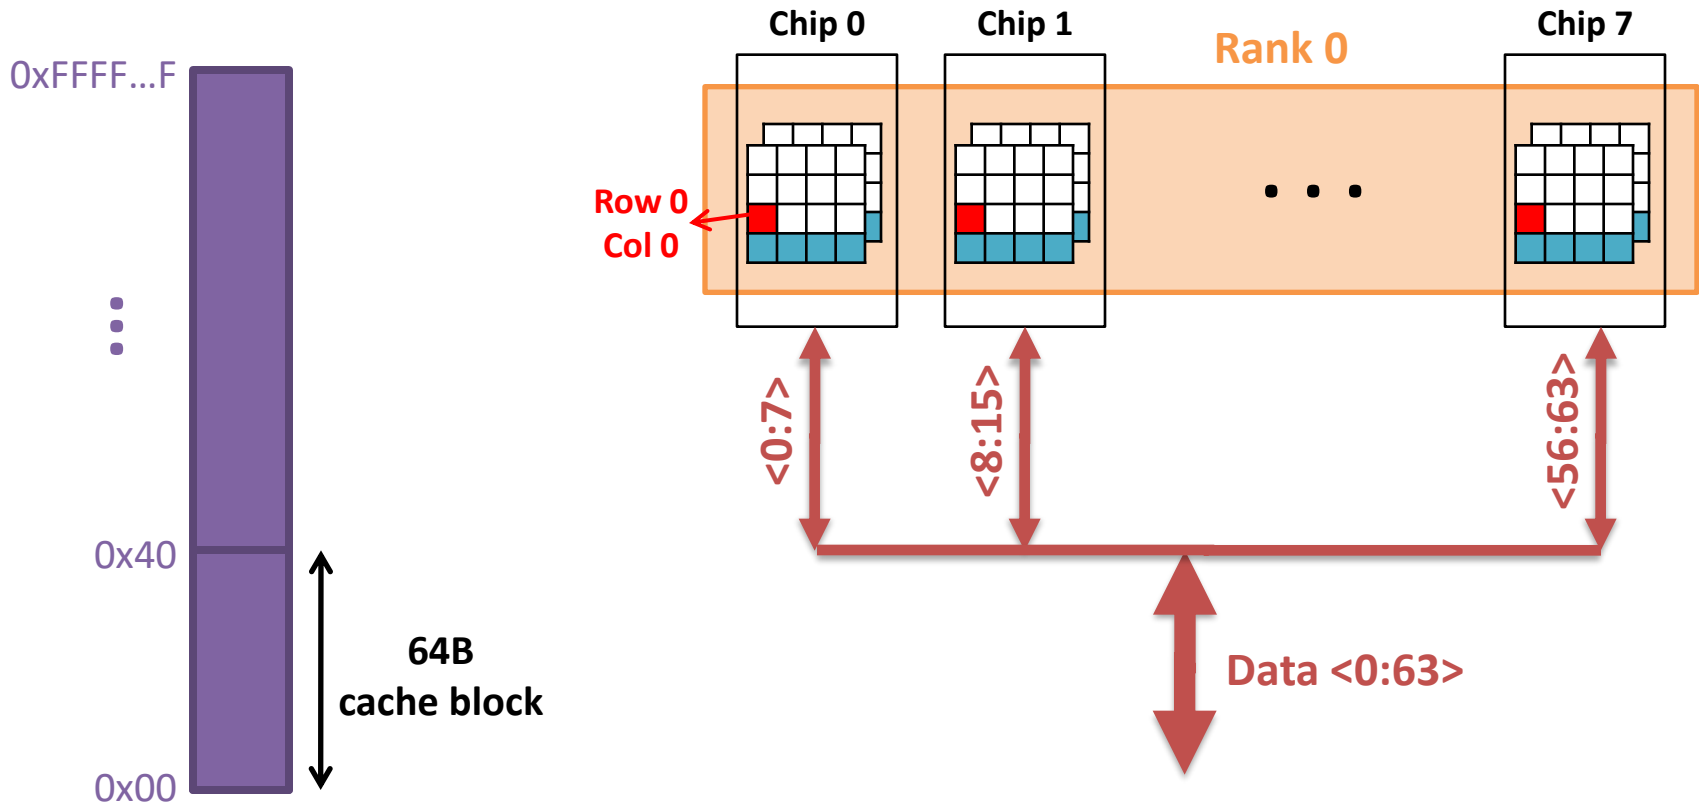 Chip 0
Chip 1
Chip 7
Rank 0
0xFFFF...F
Row 0
Col 0
<0:7>
<8:15>
<56:63>
0x40
64B
cache block
Data <0:63>
0x00